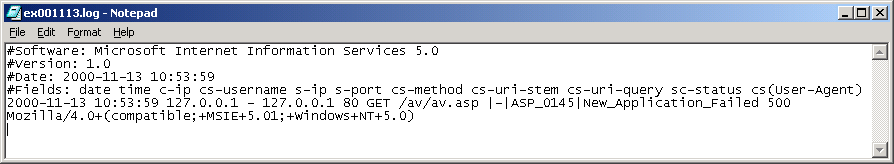 ex001113.log - Notepad
File Edit Format Help
#Software: Microsoft Internet Information Services 5.0
#Version: 1.0
#Date: 2000-11-13 10:53:59
#Fields: date time c-ip cs-username s-ip s-port cs-method cs-uri-stem cs-uri-query sc-status cs(User-Agent)
2000-11-13 10:53:59 127.0.0.1 - 127.0.0.1 80 GET /av/av.asp |-|ASP_0145|New_Application_Failed 500
Mozilla/4.0+(compatible;+MSIE+5.01;+Windows+NT+5.0)